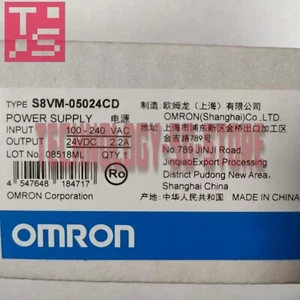 TS
TYPE S8VM-05024CD
POWER SUPPLY 电源
INPUT 100-240 VAC
OUTPUT 24VDC 2.2A
LOT No 08518ML QTY. 1
4 547648 184717
Ro
OMRON Corporation
制造: 欧姆龙（上海）有限公司
OMRON(Shanghai)Co.,LTD.
地址: 上海市浦东新区金桥出口加工区
金吉路789号
No.789 JINJI Road,
JinqiaoExport Processing
District Pudong New Area,
Shanghai China
产地: 中华人民共和国
OMRON